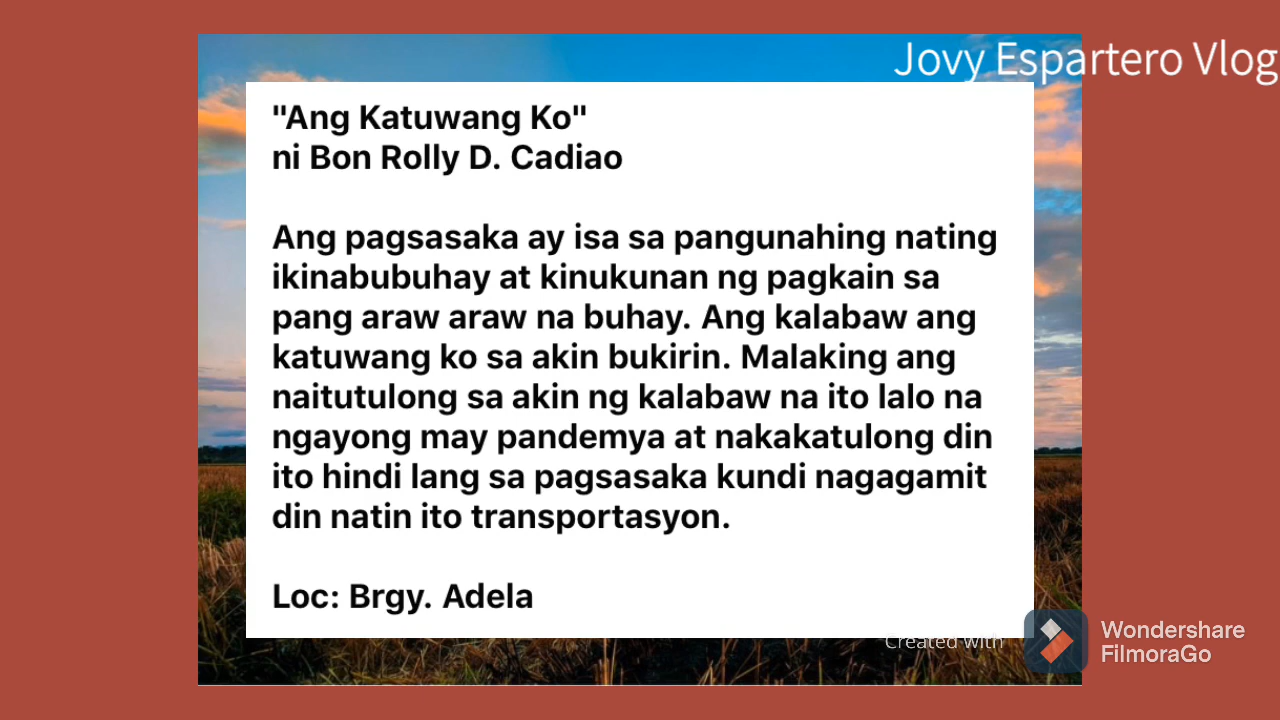 Jovy Espartero Vlog
"Ang Katuwang Ko"
ni Bon Rolly D. Cadiao
Ang pagsasaka ay isa sa pangunahing nating
ikinabubuhay at kinukunan ng pagkain sa
pang araw araw na buhay. Ang kalabaw ang
katuwang ko sa akin bukirin. Malaking ang
naitutulong sa akin ng kalabaw na ito lalo na
ngayong may pandemya at nakakatulong din
ito hindi lang sa pagsasaka kundi nagagamit
din natin ito transportasyon.
Loc: Brgy. Adela
Created with
Wondershare
FilmoraGo